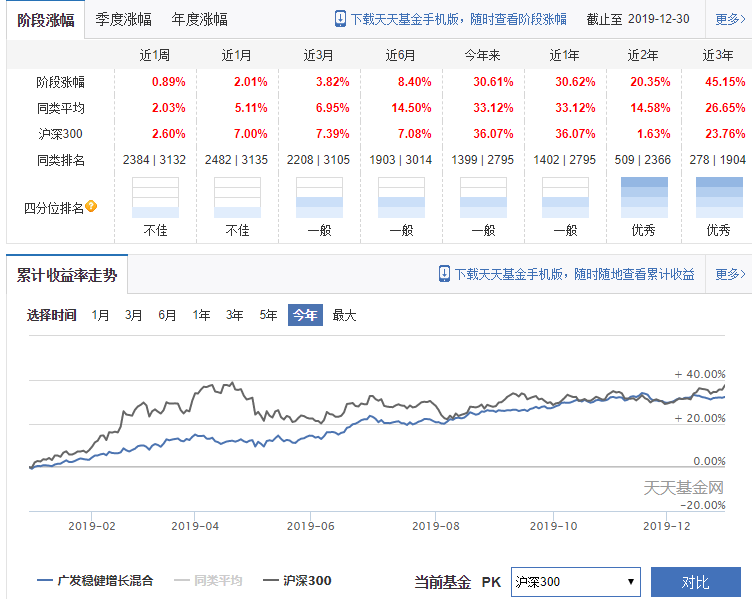 阶段涨幅 季度涨幅 年度涨幅 下载天天基金手机版，随时查看阶段涨幅 截止至 2019-12-30 更多>
近1周 近1月 近3月 近6月 今年来 近1年 近2年 近3年
阶段涨幅 0.89% 2.01% 3.82% 8.40% 30.61% 30.62% 20.35% 45.15%
同类平均 2.03% 5.11% 6.95% 14.50% 33.12% 33.12% 14.58% 26.65%
沪深300 2.60% 7.00% 7.39% 7.08% 36.07% 36.07% 1.63% 23.76%
同类排名 2384 | 3132 2482 | 3135 2208 | 3105 1903 | 3014 1399 | 2795 1402 | 2795 509 | 2366 278 | 1904
四分位排名 ?
不佳 不佳 一般 一般 一般 一般 优秀 优秀
累计收益率走势 下载天天基金手机版，随时随地查看累计收益 更多>
选择时间 1月 3月 6月 1年 3年 5年 今年 最大
+ 40.00%
+ 20.00%
0.00%
天天基金网
-20.00%
2019-02 2019-04 2019-06 2019-08 2019-10 2019-12
广发稳健增长混合 同类平均 沪深300 当前基金 PK 沪深300 对比